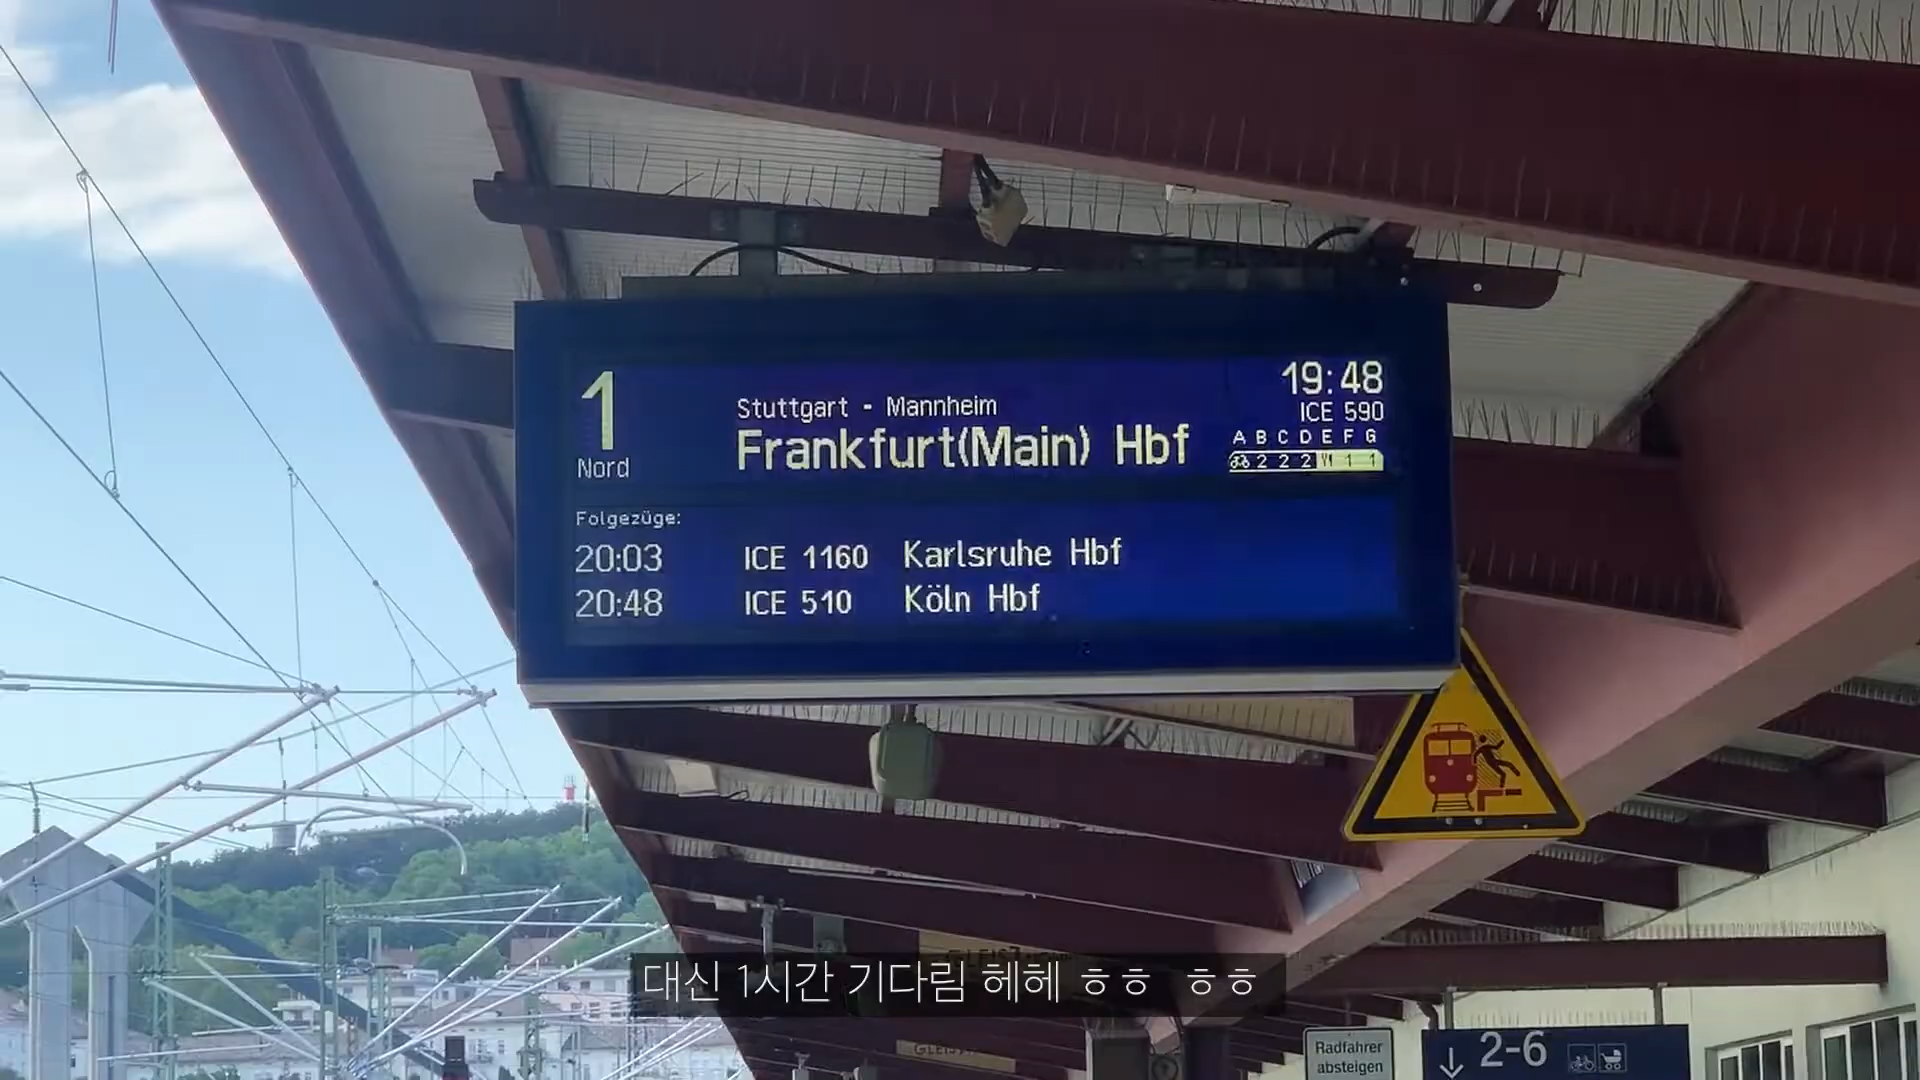 1
Nord
Stuttgart - Mannheim
Frankfurt(Main) Hbf
19:48
ICE 590
A B C D E F G
2 2 2 1 1
Folgezüge:
20:03 ICE 1160 Karlsruhe Hbf
20:48 ICE 510 Köln Hbf
대신 1시간 기다림 헤헤 ㅎㅎ ㅎㅎ
Radfahrer
absteigen
2-6